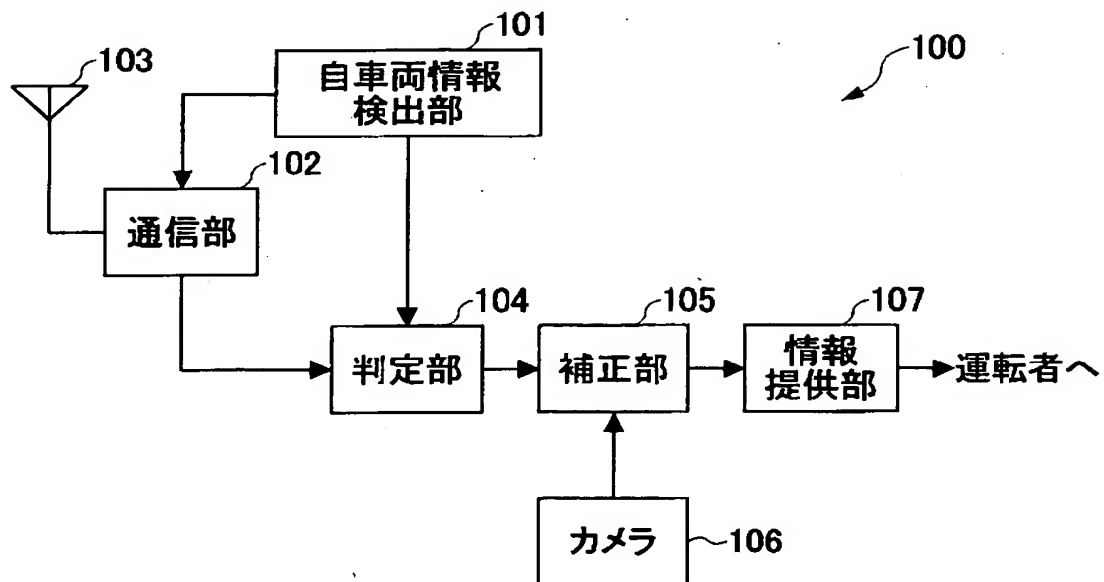 101
自車両情報
検出部
100
103
102
通信部
104
判定部
105
補正部
107
情報
提供部
運転者へ
カメラ
106